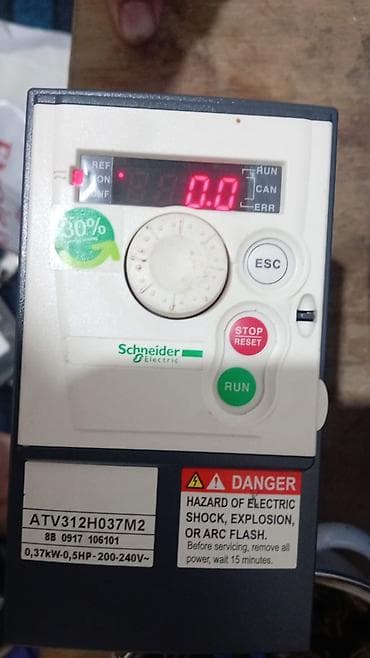 REF
RUN
CAN
ERR
0.0
30%
ESC
STOP
RESET
Schneider
Electric
RUN
DANGER
HAZARD OF ELECTRIC
SHOCK, EXPLOSION,
OR ARC FLASH.
Before servicing, remove all
power, wait 15 minutes.
ATV312H037M2
8B 0917 106101
0,37kW-0,5HP-200-240V~